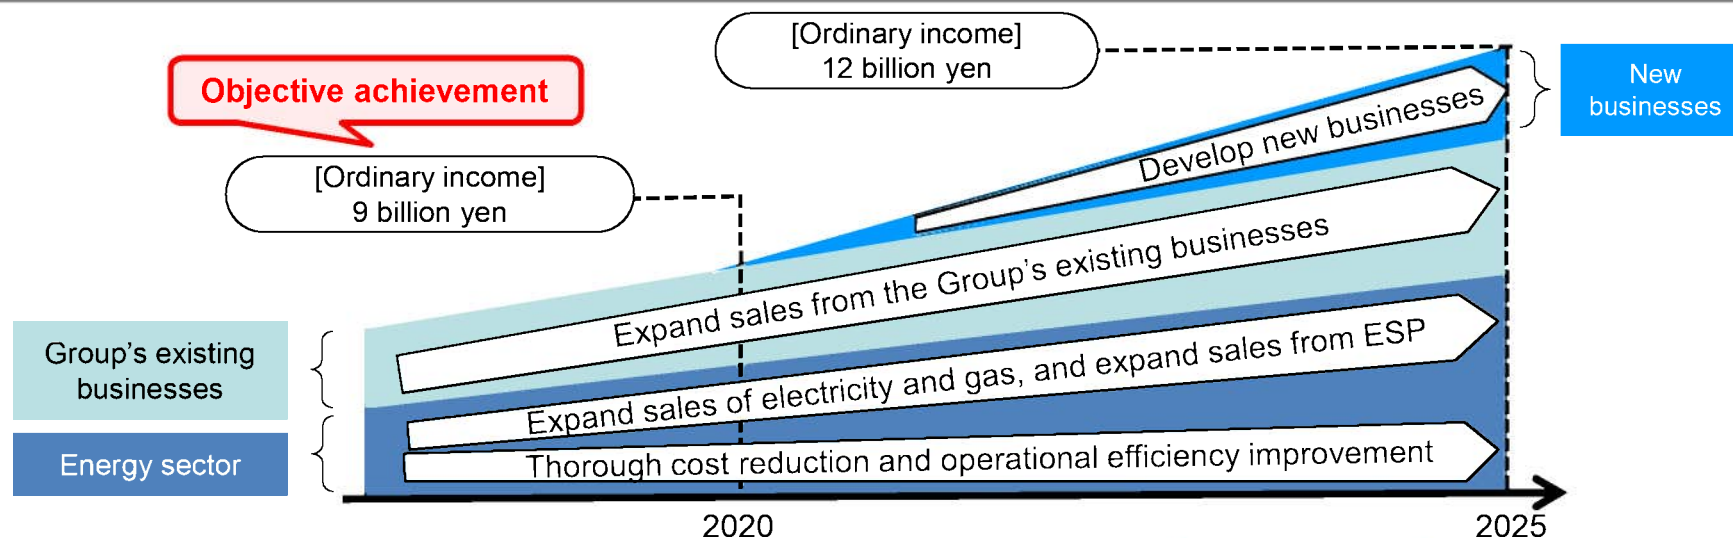 [Ordinary income]
12 billion yen
New
businesses
Objective achievement
Develop new businesses
[Ordinary income]
9 billion yen
Expand sales from the Group's existing businesses
Group's existing
businesses
Expand sales of electricity and gas, and expand sales from ESP
Energy sector
Thorough cost reduction and operational efficiency improvement
2020
2025